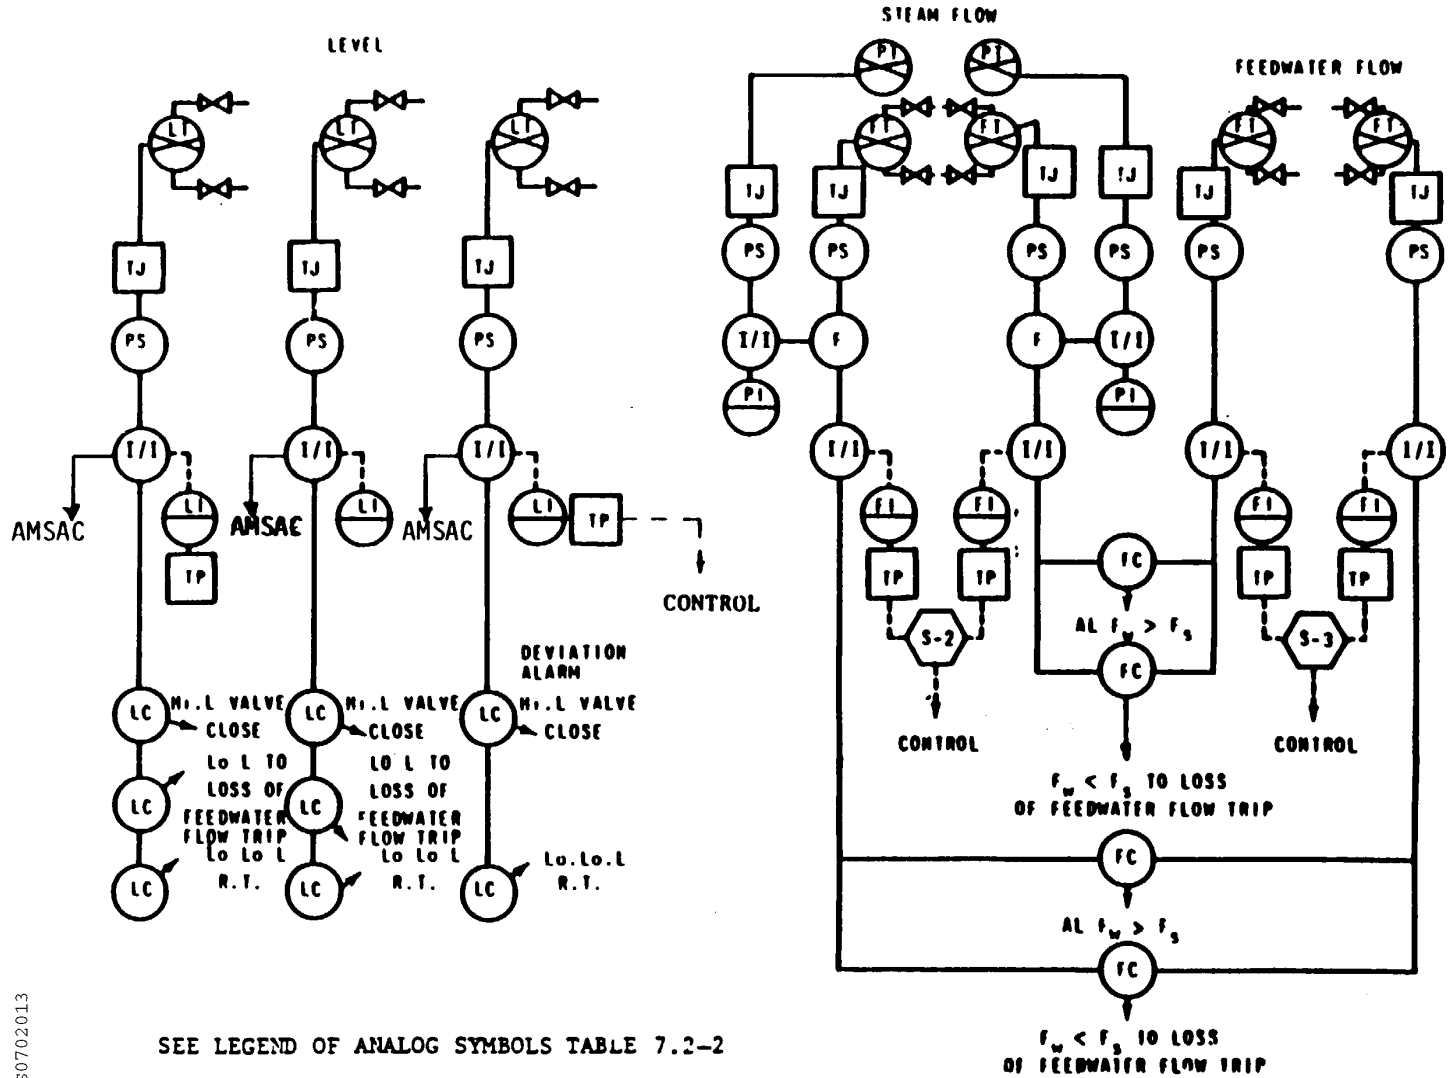 STEAM FLOW
LEVEL
FEEDWATER FLOW
PT PT
LT LT LT
FT FT FT FT
TJ TJ TJ TJ TJ TJ
TJ TJ TJ
PS PS PS PS PS PS
PS PS PS
I/I F F I/I
PI PI
I/I I/I I/I
I/I I/I I/I I/I
LI LI LI TP
FI FI FI FI
AMSAC AMSAC AMSAC
TP
TP TP TP TP
FC
CONTROL
AL Fw > Fs
S-2 S-3
FC
DEVIATION
ALARM
LC Hi.L VALVE LC Hi.L VALVE LC Hi.L VALVE
CLOSE CLOSE CLOSE
CONTROL CONTROL
Lo L TO LO L TO
LOSS OF LOSS OF
LC LC
FEEDWATER FEEDWATER
FLOW TRIP FLOW TRIP
Fw < Fs TO LOSS
OF FEEDWATER FLOW TRIP
Lo Lo L Lo Lo L Lo.Lo.L
LC R.T. LC R.T. LC R.T.
FC
AL Fw > Fs
FC
Fw < Fs TO LOSS
OF FEEDWATER FLOW TRIP
SEE LEGEND OF ANALOG SYMBOLS TABLE 7.2-2
S0702013